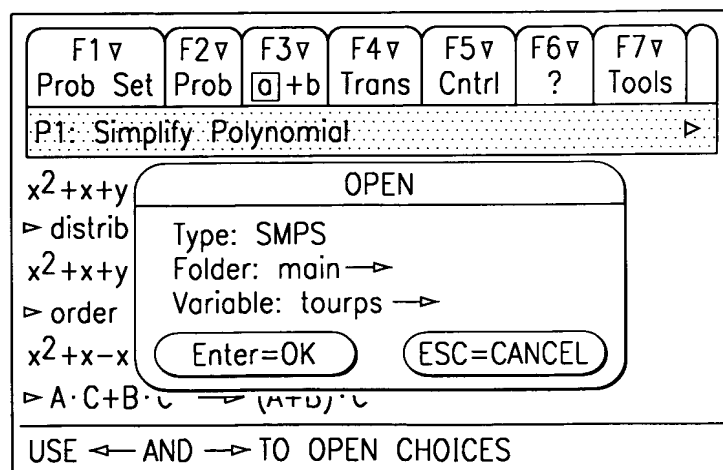 F1 ▿ F2 ▿ F3 ▿ F4 ▿ F5 ▿ F6 ▿ F7 ▿
Prob Set Prob a+b Trans Cntrl ? Tools
P1: Simplify Polynomial ▹
x²+x+y
▹ distrib
x²+x+y
▹ order
x²+x−x
▹ A·C+B·C → (A+B)·C
OPEN
Type: SMPS
Folder: main→
Variable: tourps →
Enter=OK ESC=CANCEL
USE ← AND → TO OPEN CHOICES